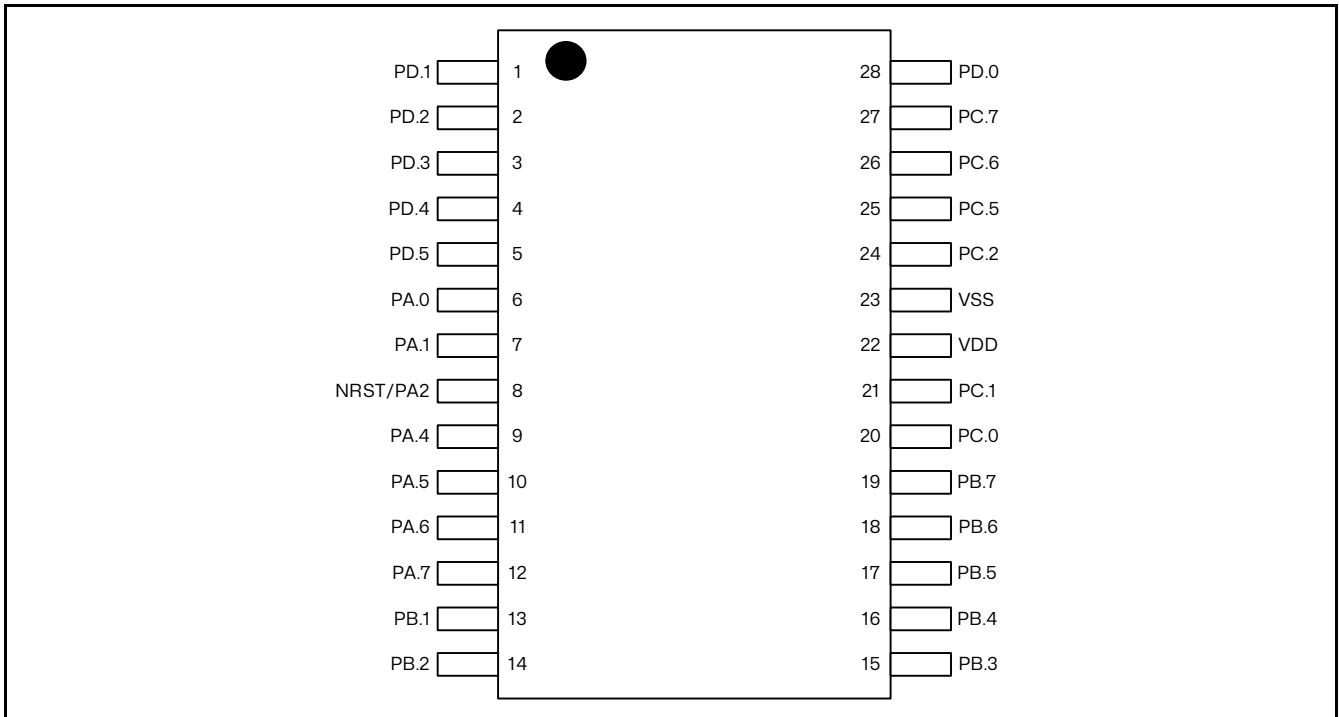 PD.1 1 28 PD.0
PD.2 2 27 PC.7
PD.3 3 26 PC.6
PD.4 4 25 PC.5
PD.5 5 24 PC.2
PA.0 6 23 VSS
PA.1 7 22 VDD
NRST/PA2 8 21 PC.1
PA.4 9 20 PC.0
PA.5 10 19 PB.7
PA.6 11 18 PB.6
PA.7 12 17 PB.5
PB.1 13 16 PB.4
PB.2 14 15 PB.3